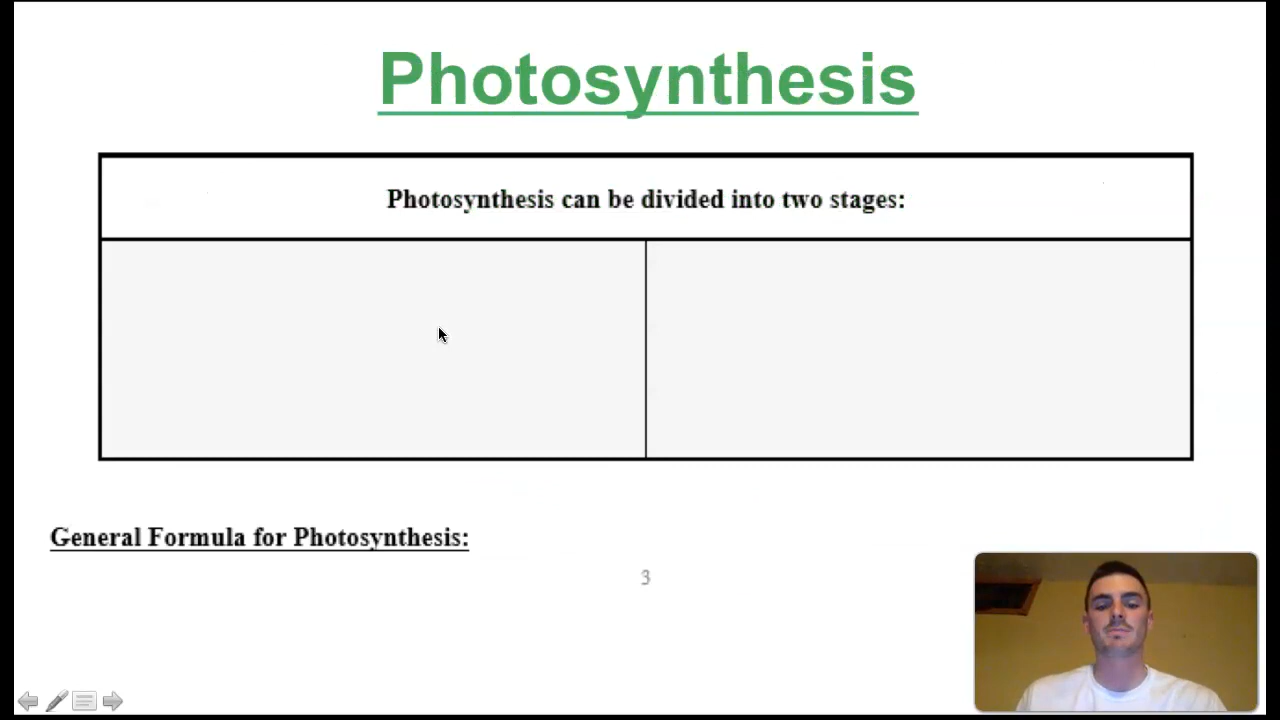 Photosynthesis
Photosynthesis can be divided into two stages:
General Formula for Photosynthesis:
3